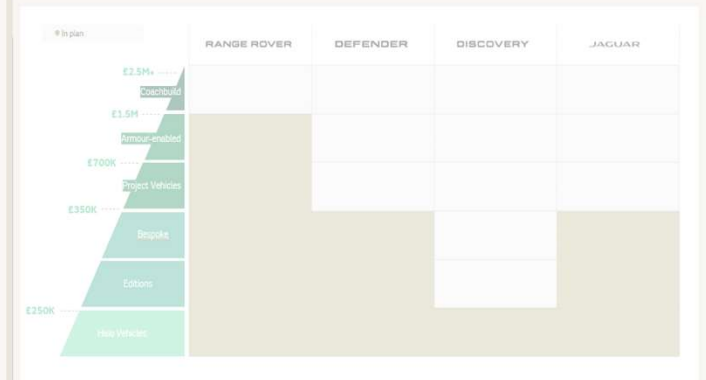 In plan
RANGE ROVER DEFENDER DISCOVERY JAGUAR
£2.5M+
Coachbuild
£1.5M
Armour-enabled
£700K
Project Vehicles
£350K
Bespoke
Editions
£250K
Halo Vehicles